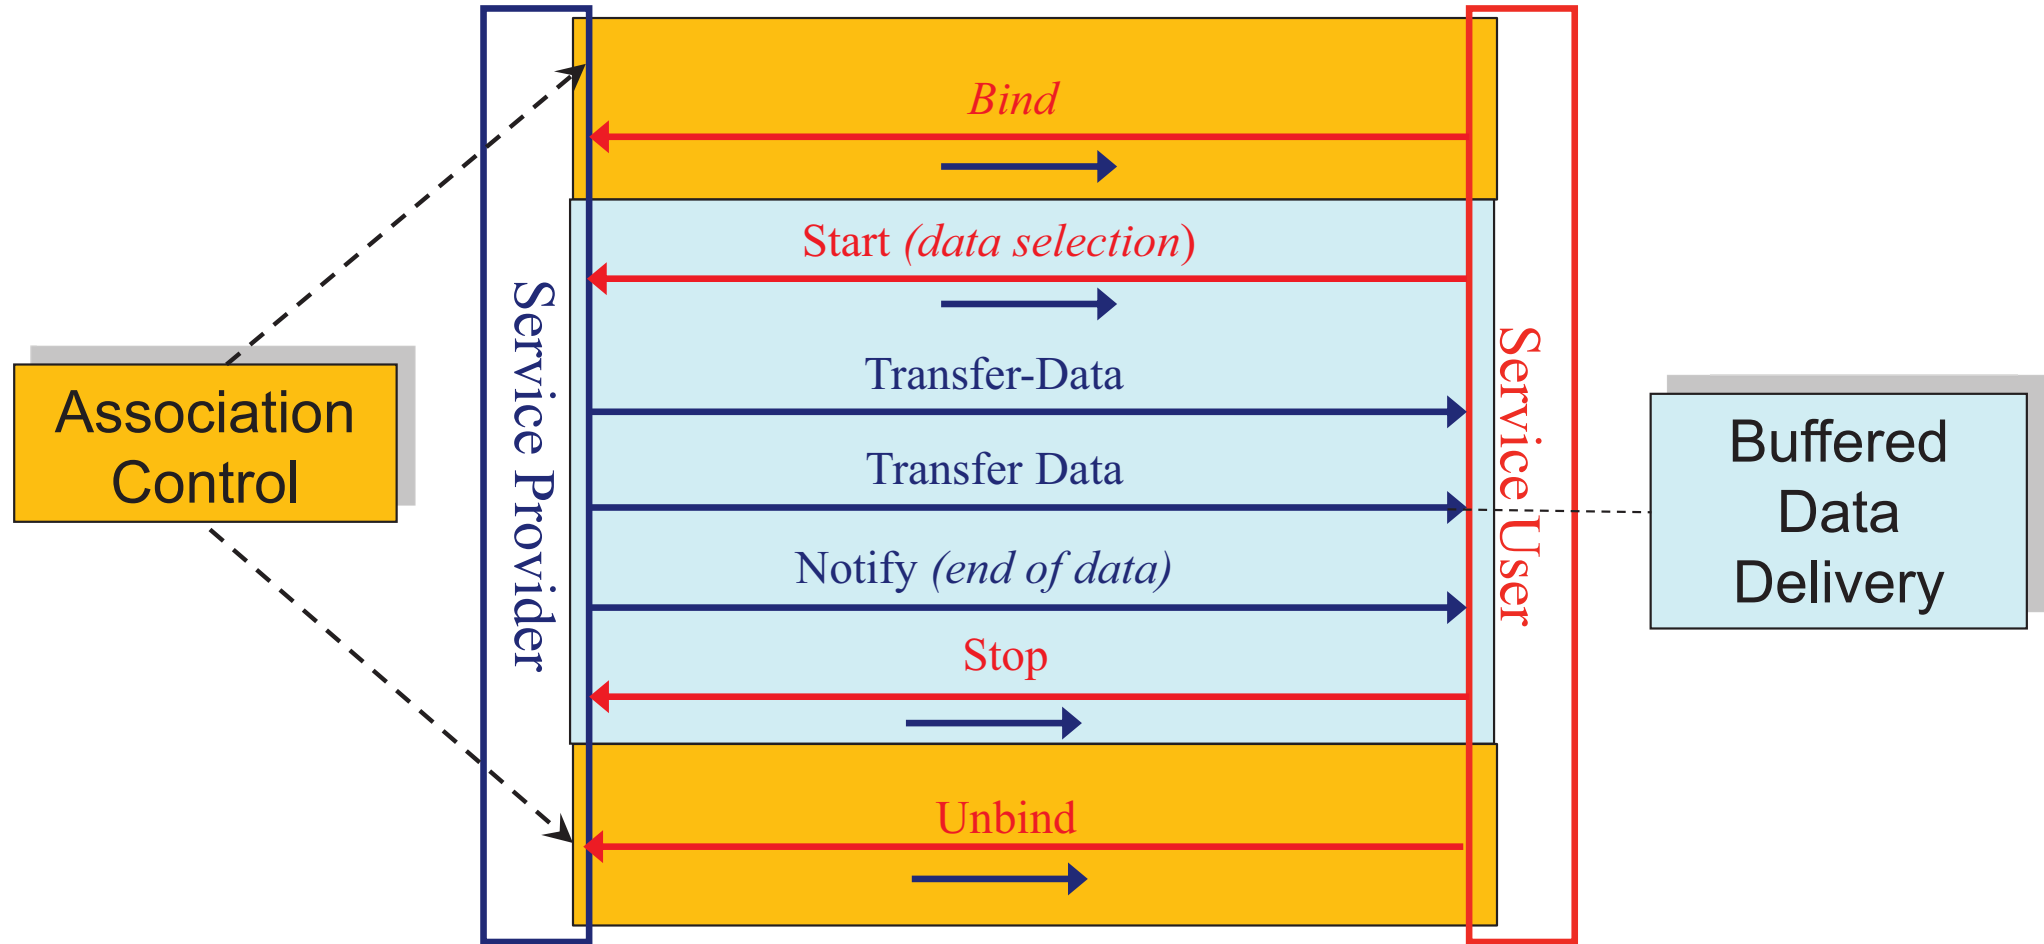 Bind
Start (data selection)
Transfer-Data
Transfer Data
Notify (end of data)
Stop
Unbind
Service Provider
Service User
Association
Control
Buffered
Data
Delivery